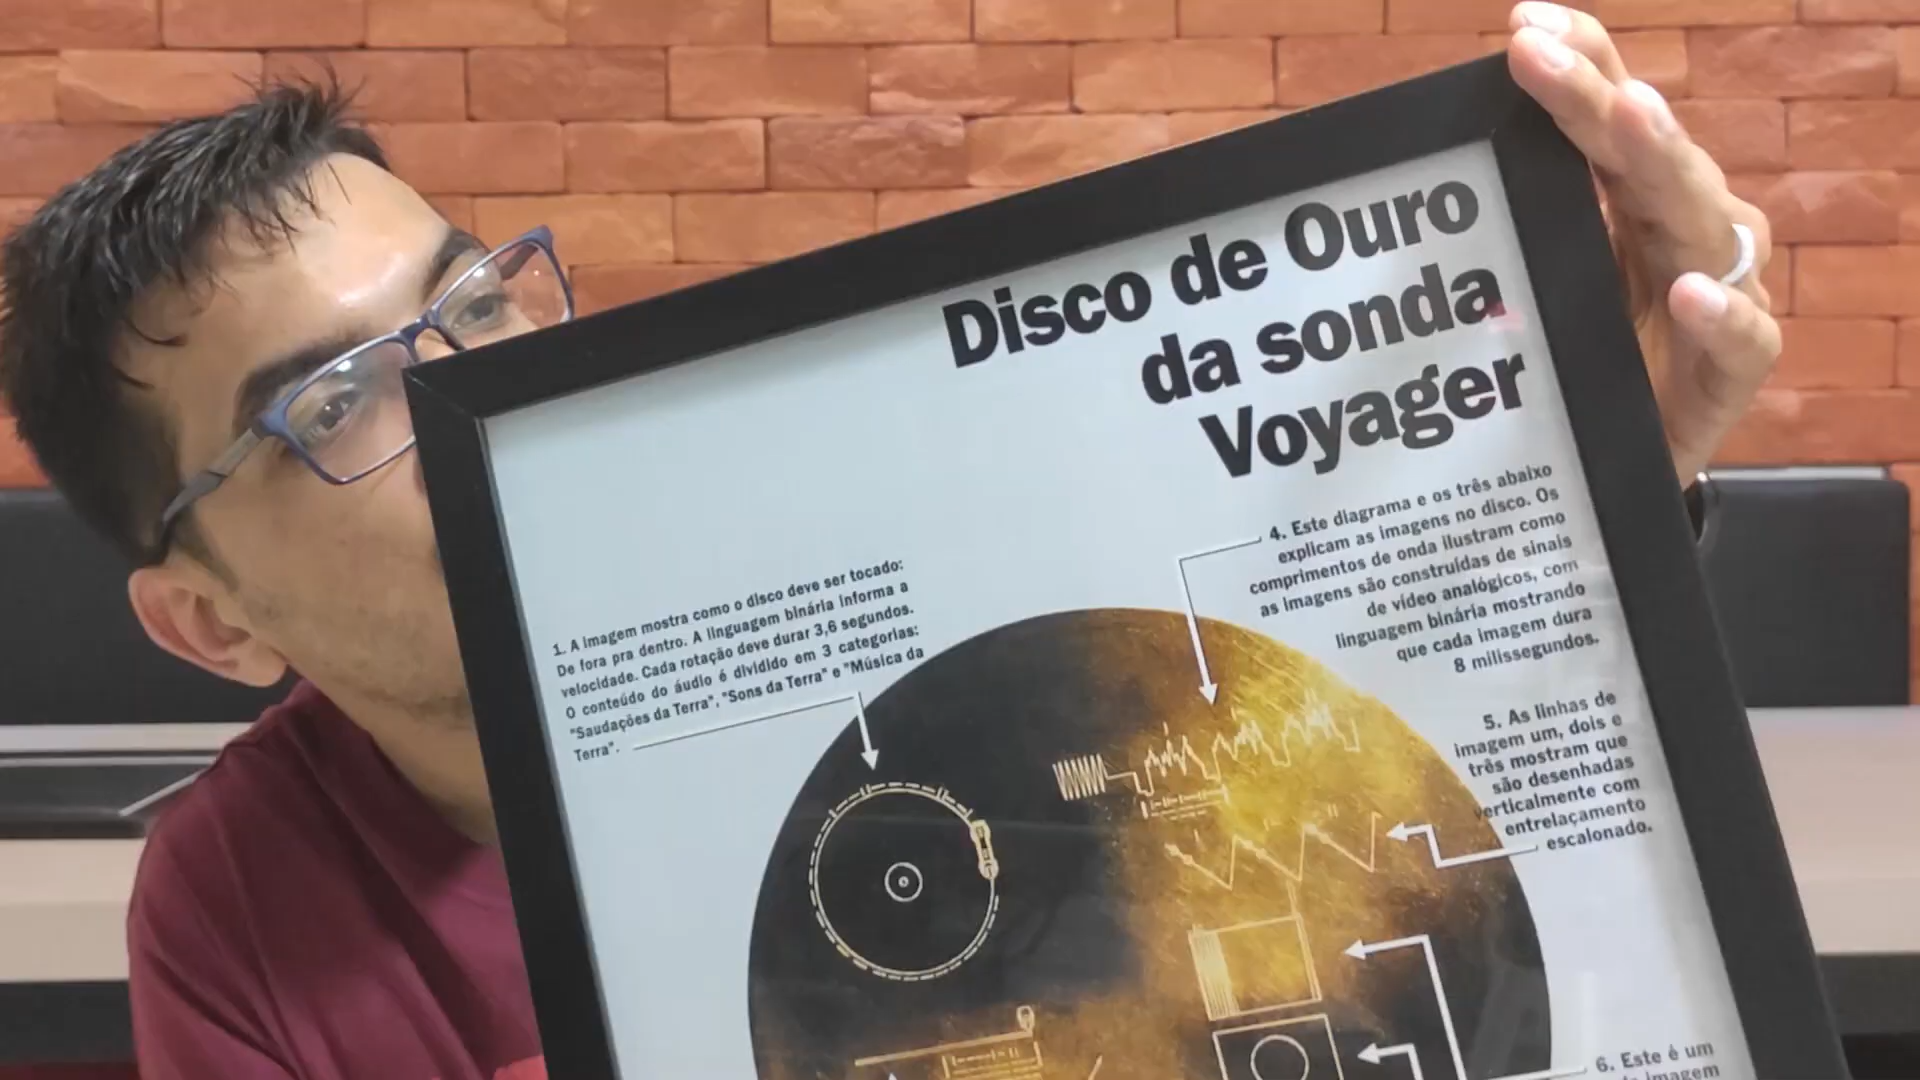 Disco de Ouro
da sonda
Voyager
1. A imagem mostra como o disco deve ser tocado:
De fora pra dentro. A linguagem binária informa a
velocidade. Cada rotação deve durar 3,6 segundos.
O conteúdo do áudio é dividido em 3 categorias:
"Saudações da Terra", "Sons da Terra" e "Música da
Terra".
4. Este diagrama e os três abaixo
explicam as imagens no disco. Os
comprimentos de onda ilustram como
as imagens são construídas de sinais
de vídeo analógicos, com
linguagem binária mostrando
que cada imagem dura
8 milissegundos.
5. As linhas de
imagem um, dois e
três mostram que
são desenhadas
verticalmente com
entrelaçamento
escalonado.
6. Este é um
imagem